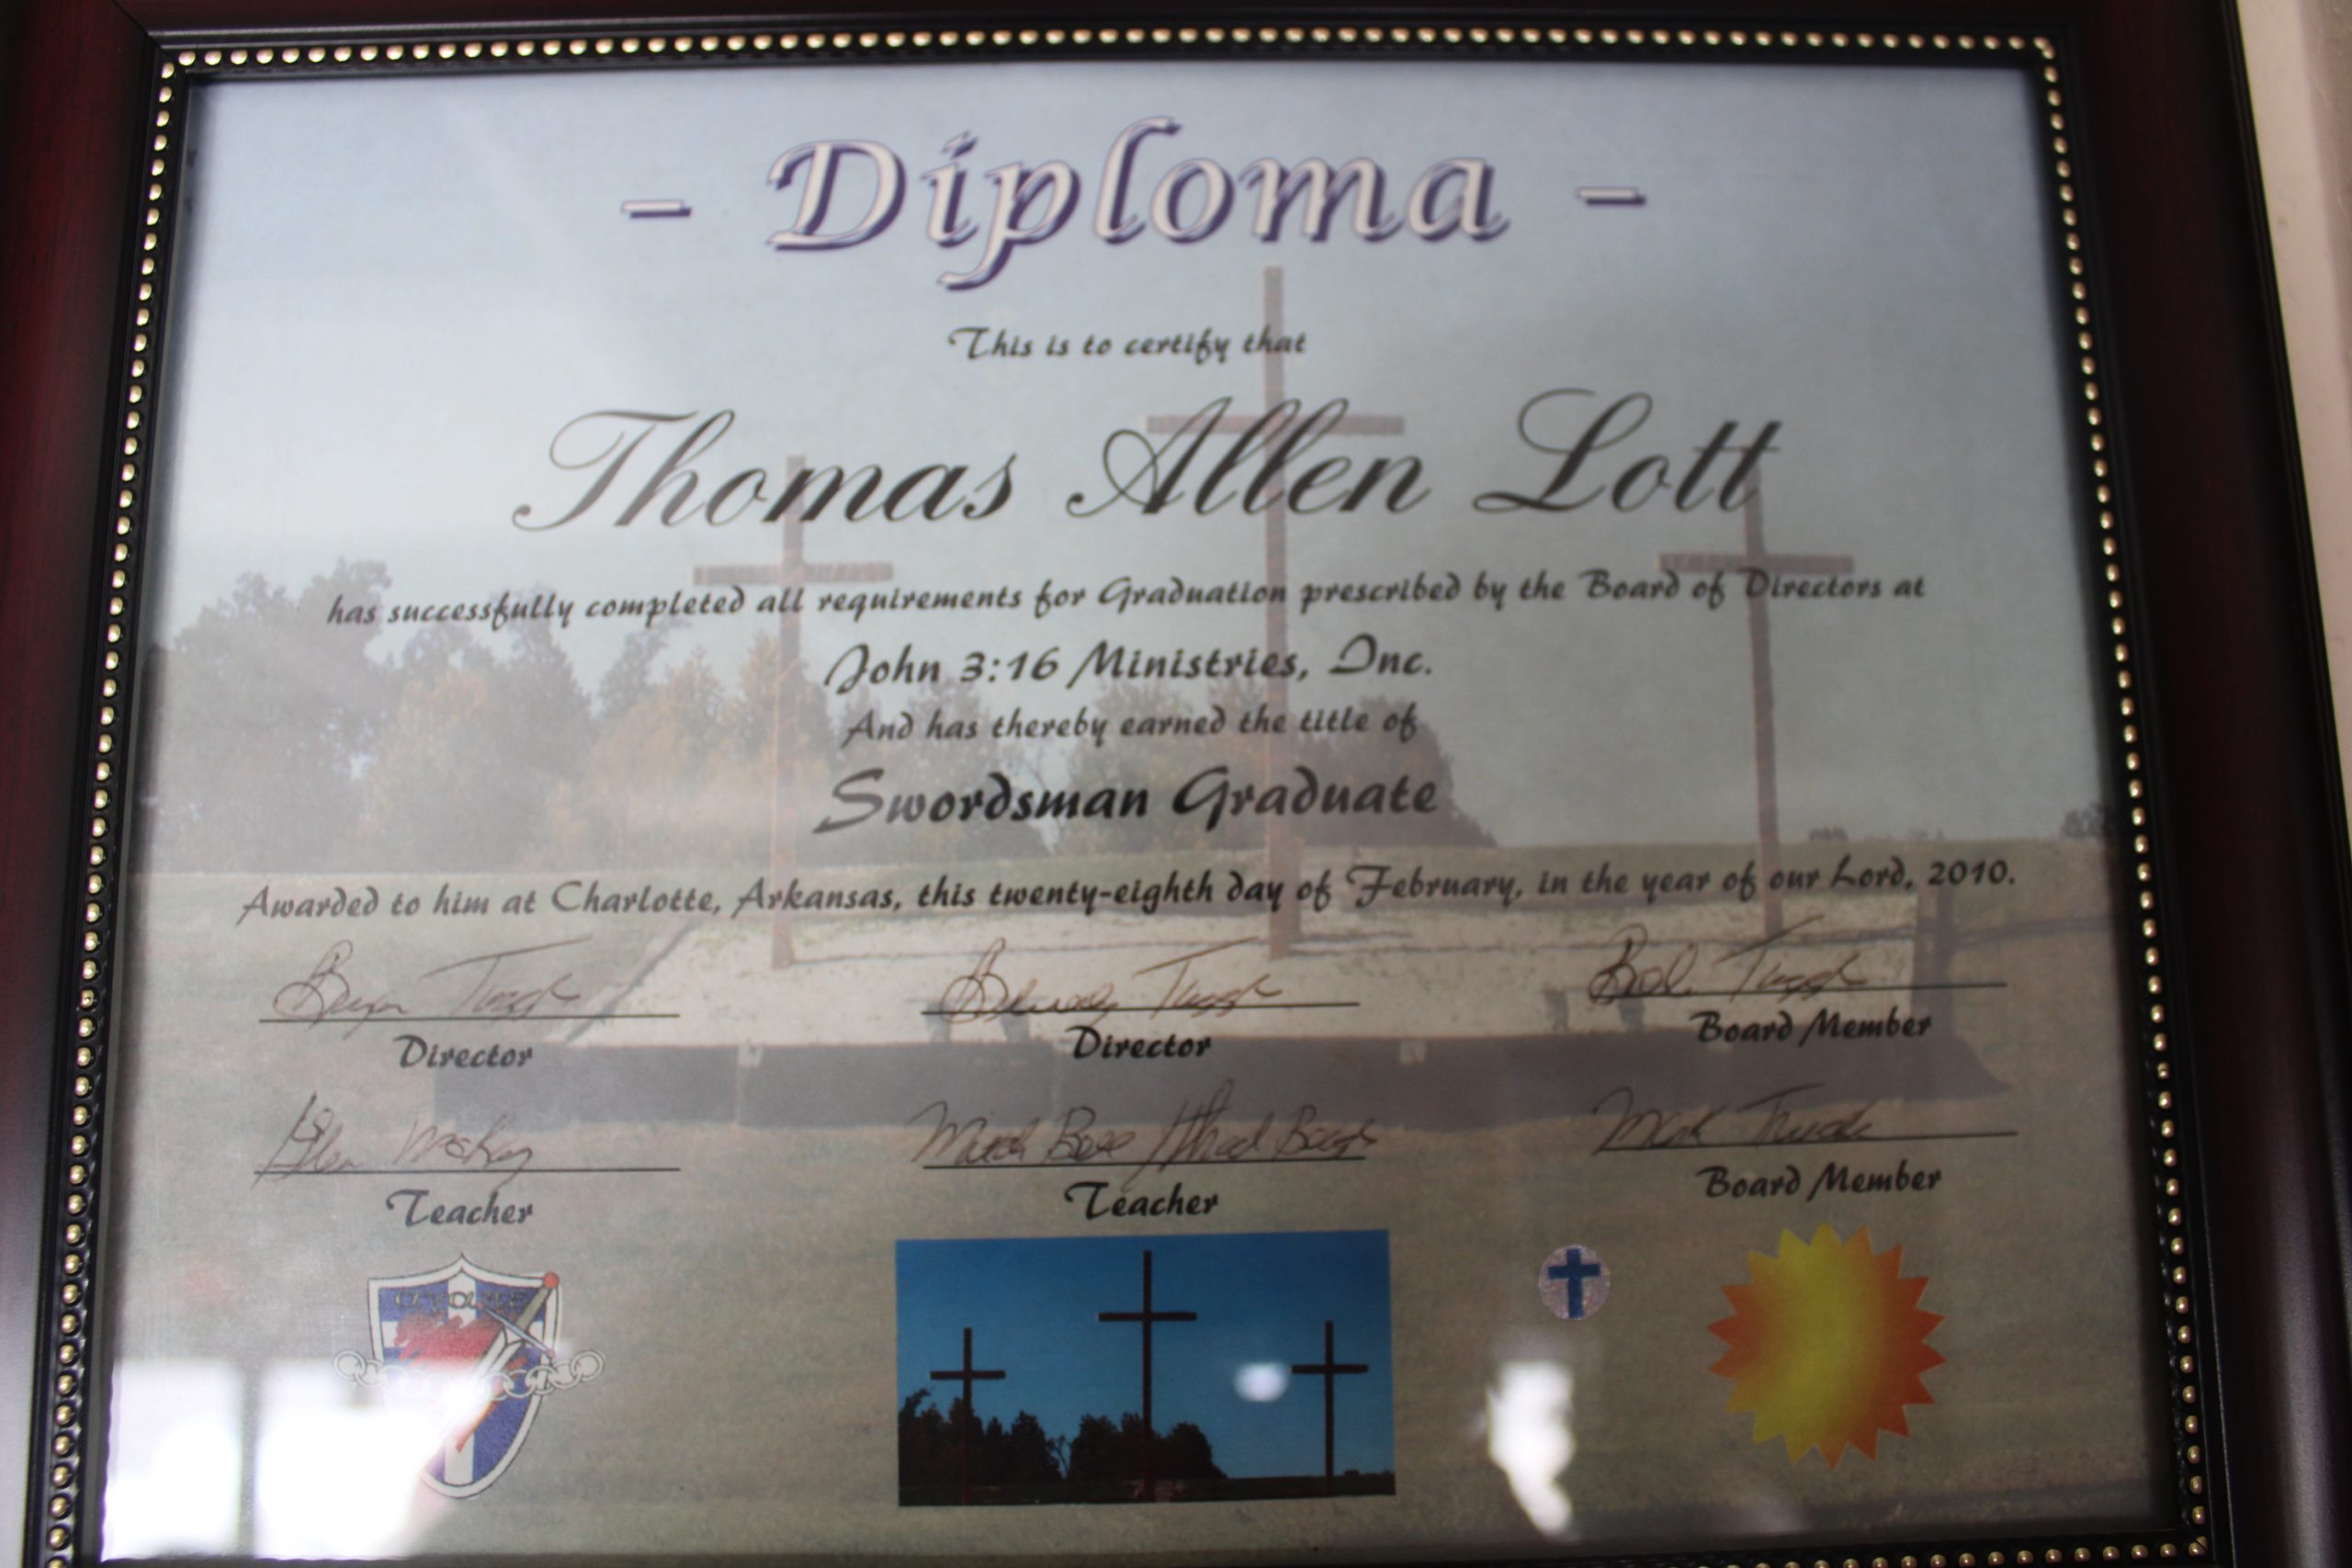 - Diploma -
This is to certify that
Thomas Allen Lott
has successfully completed all requirements for Graduation prescribed by the Board of Directors at
John 3:16 Ministries, Inc.
And has thereby earned the title of
Swordsman Graduate
Awarded to him at Charlotte, Arkansas, this twenty-eighth day of February, in the year of our Lord, 2010.
Director Director Board Member
Teacher Teacher Board Member